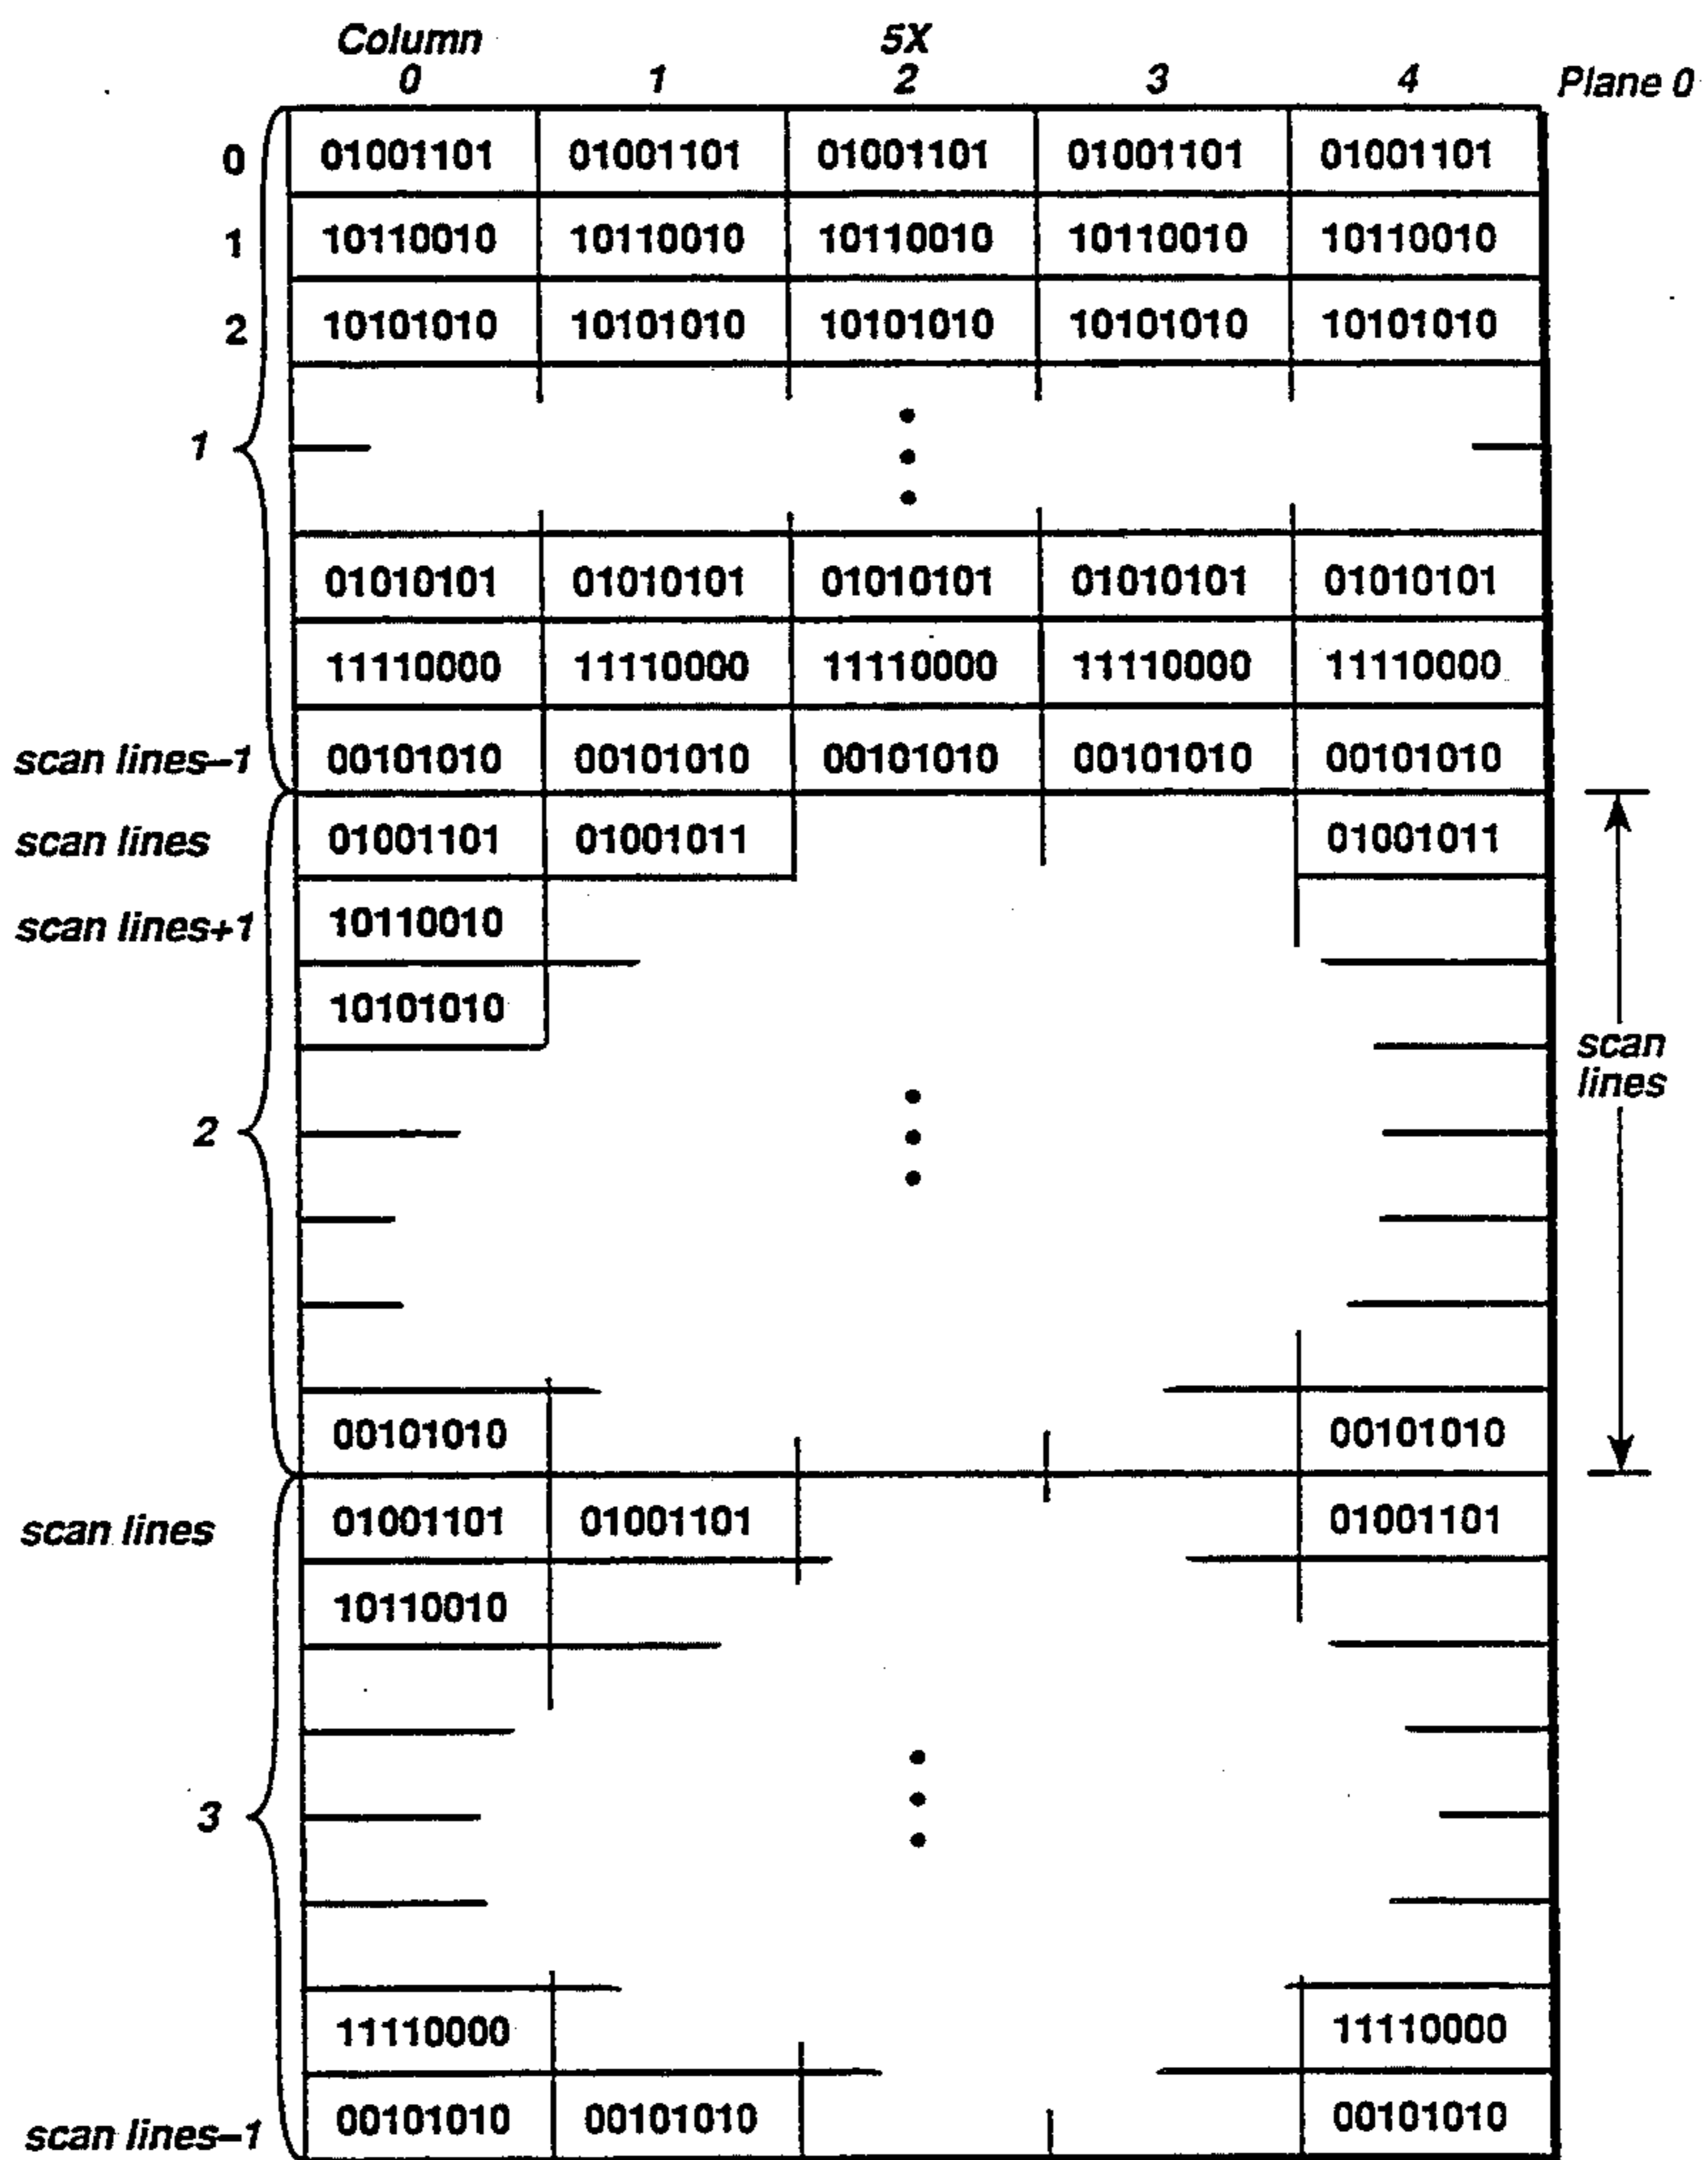 Column 5X
0 1 2 3 4 Plane 0
0 01001101 01001101 01001101 01001101 01001101
1 10110010 10110010 10110010 10110010 10110010
2 10101010 10101010 10101010 10101010 10101010
1
01010101 01010101 01010101 01010101 01010101
11110000 11110000 11110000 11110000 11110000
scan lines–1 00101010 00101010 00101010 00101010 00101010
scan lines 01001101 01001011 01001011
scan lines+1 10110010
10101010
scan
lines
2
00101010 00101010
scan lines 01001101 01001101 01001101
10110010
3
11110000 11110000
scan lines–1 00101010 00101010 00101010